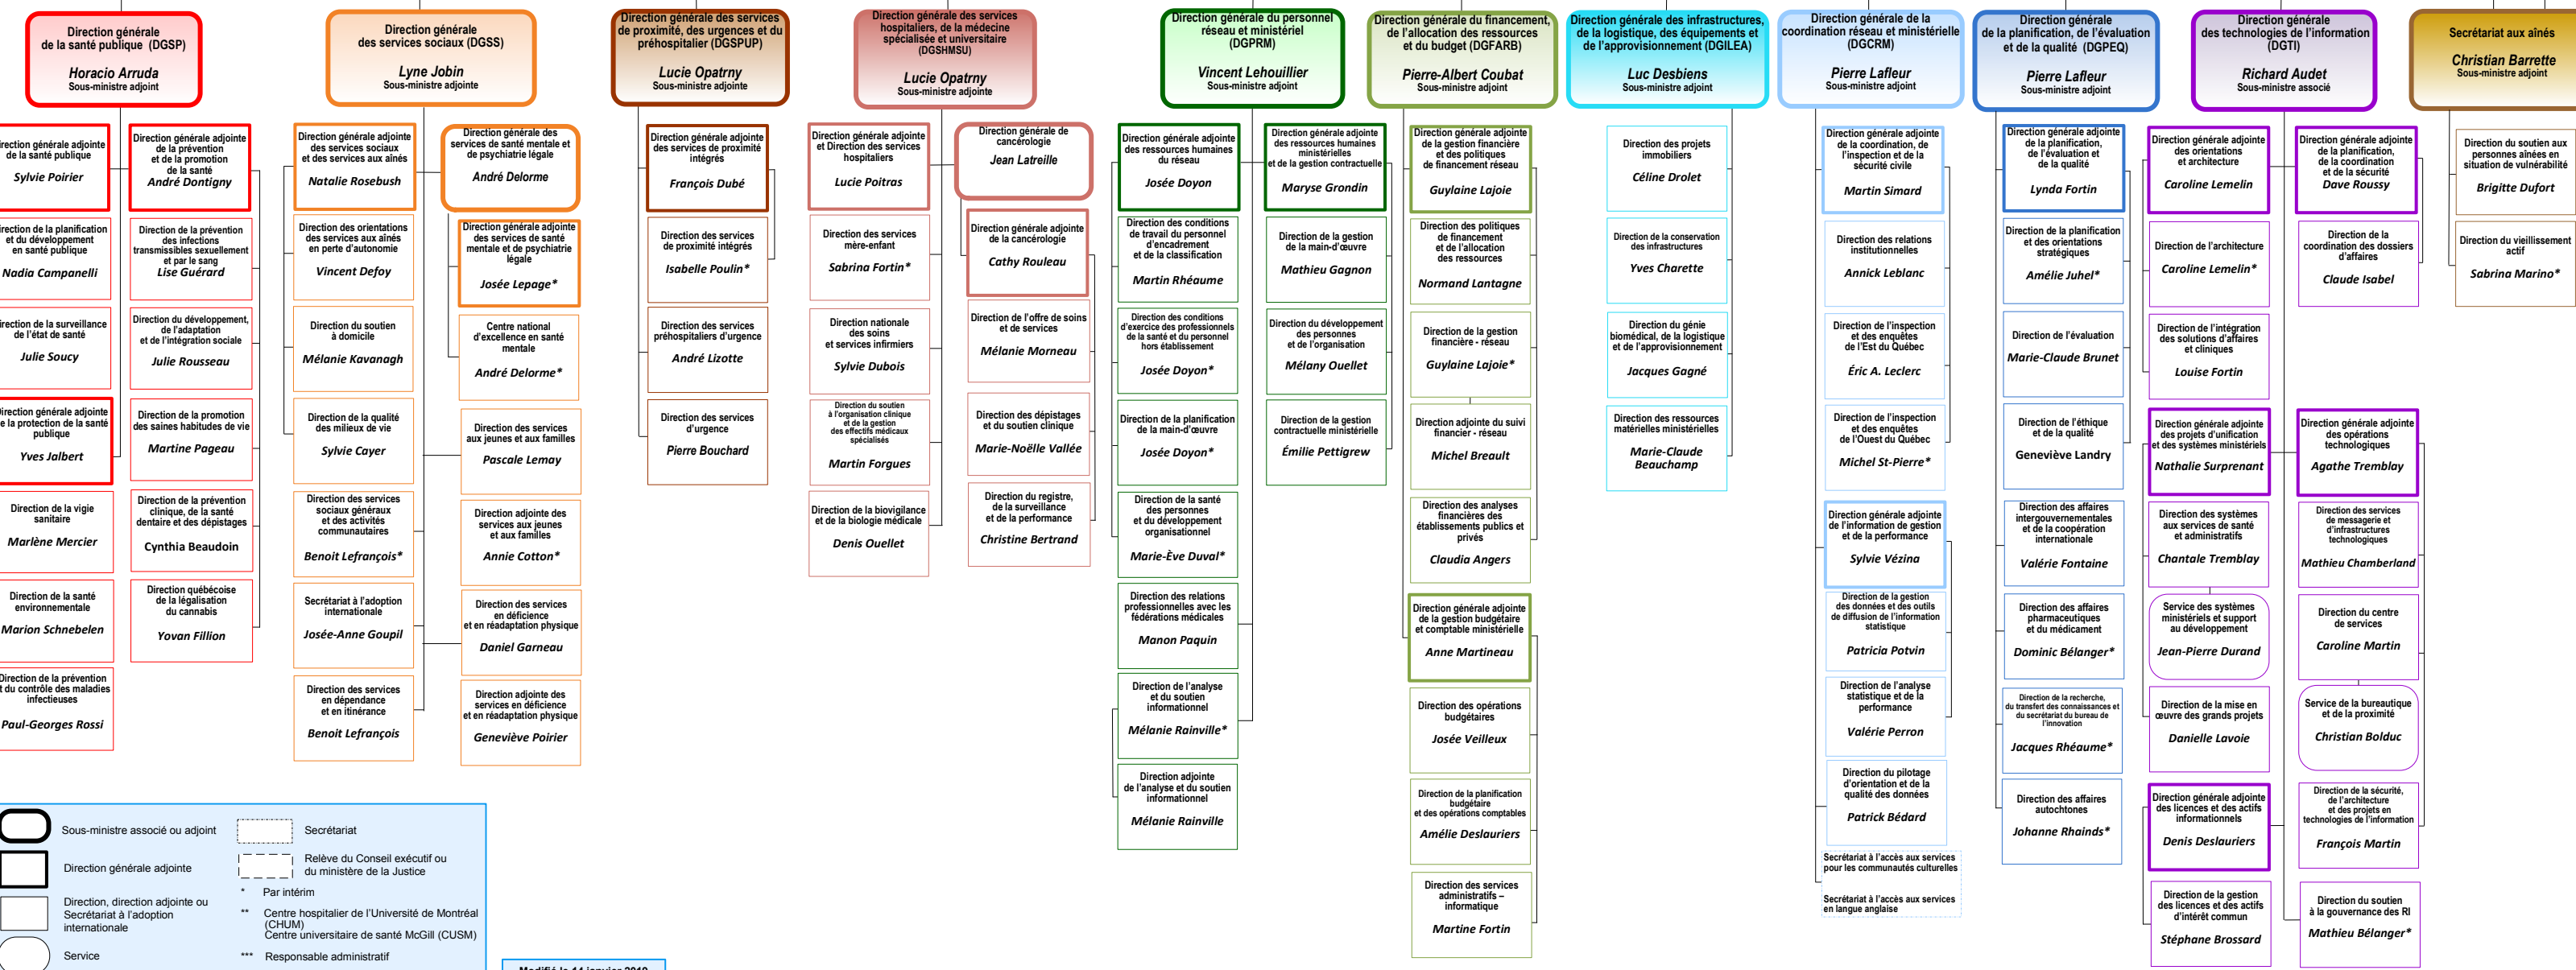 Direction générale
de la santé publique (DGSP)
Horacio Arruda
Sous-ministre adjoint
Direction générale adjointe
de la santé publique
Sylvie Poirier
Direction générale adjointe
de la prévention
et de la promotion
de la santé
André Dontigny
Direction de la planification
et du développement
en santé publique
Nadia Campanelli
Direction de la prévention
des infections
transmissibles sexuellement
et par le sang
Lise Guérard
Direction de la surveillance
de l'état de santé
Julie Soucy
Direction du développement,
de l'adaptation
et de l'intégration sociale
Julie Rousseau
Direction générale adjointe
de la protection de la santé
publique
Yves Jalbert
Direction de la promotion
des saines habitudes de vie
Martine Pageau
Direction de la vigie
sanitaire
Marlène Mercier
Direction de la prévention
clinique, de la santé
dentaire et des dépistages
Cynthia Beaudoin
Direction de la santé
environnementale
Marion Schnebelen
Direction québécoise
de la légalisation
du cannabis
Yovan Fillion
Direction de la prévention
et du contrôle des maladies
infectieuses
Paul-Georges Rossi
Direction générale
des services sociaux (DGSS)
Lyne Jobin
Sous-ministre adjointe
Direction générale adjointe
des services sociaux
et des services aux aînés
Natalie Rosebush
Direction générale des
services de santé mentale et
de psychiatrie légale
André Delorme
Direction des orientations
des services aux aînés
en perte d'autonomie
Vincent Defoy
Direction générale adjointe
des services de santé
mentale et de psychiatrie
légale
Josée Lepage*
Direction du soutien
à domicile
Mélanie Kavanagh
Centre national
d'excellence en santé
mentale
André Delorme*
Direction de la qualité
des milieux de vie
Sylvie Cayer
Direction des services
aux jeunes et aux familles
Pascale Lemay
Direction des services
sociaux généraux
et des activités
communautaires
Benoit Lefrançois*
Direction adjointe des
services aux jeunes
et aux familles
Annie Cotton*
Secrétariat à l'adoption
internationale
Josée-Anne Goupil
Direction des services
en déficience
et en réadaptation physique
Daniel Garneau
Direction des services
en dépendance
et en itinérance
Benoit Lefrançois
Direction adjointe des
services en déficience
et en réadaptation physique
Geneviève Poirier
Direction générale des services
de proximité, des urgences et du
préhospitalier (DGSPUP)
Lucie Opatrny
Sous-ministre adjointe
Direction générale adjointe
des services de proximité
intégrés
François Dubé
Direction des services
de proximité intégrés
Isabelle Poulin*
Direction des services
préhospitaliers d'urgence
André Lizotte
Direction des services
d'urgence
Pierre Bouchard
Direction générale des services
hospitaliers, de la médecine
spécialisée et universitaire
(DGSHMSU)
Lucie Opatrny
Sous-ministre adjointe
Direction générale adjointe
et Direction des services
hospitaliers
Lucie Poitras
Direction générale de
cancérologie
Jean Latreille
Direction des services
mère-enfant
Sabrina Fortin*
Direction générale adjointe
de la cancérologie
Cathy Rouleau
Direction nationale
des soins
et services infirmiers
Sylvie Dubois
Direction de l'offre de soins
et de services
Mélanie Morneau
Direction du soutien
à l'organisation clinique
et de la gestion
des effectifs médicaux
spécialisés
Martin Forgues
Direction des dépistages
et du soutien clinique
Marie-Noëlle Vallée
Direction de la biovigilance
et de la biologie médicale
Denis Ouellet
Direction du registre,
de la surveillance
et de la performance
Christine Bertrand
Direction générale du personnel
réseau et ministériel
(DGPRM)
Vincent Lehouillier
Sous-ministre adjoint
Direction générale adjointe
des ressources humaines
du réseau
Josée Doyon
Direction générale adjointe
des ressources humaines
ministérielles
et de la gestion contractuelle
Maryse Grondin
Direction des conditions
de travail du personnel
d'encadrement
et de la classification
Martin Rhéaume
Direction de la gestion
de la main-d'œuvre
Mathieu Gagnon
Direction des conditions
d'exercice des professionnels
de la santé et du personnel
hors établissement
Josée Doyon*
Direction du développement
des personnes
et de l'organisation
Mélany Ouellet
Direction de la planification
de la main-d'œuvre
Josée Doyon*
Direction de la gestion
contractuelle ministérielle
Émilie Pettigrew
Direction de la santé
des personnes
et du développement
organisationnel
Marie-Ève Duval*
Direction des relations
professionnelles avec les
fédérations médicales
Manon Paquin
Direction de l'analyse
et du soutien
informationnel
Mélanie Rainville*
Direction adjointe
de l'analyse et du soutien
informationnel
Mélanie Rainville
Direction générale du financement,
de l'allocation des ressources
et du budget (DGFARB)
Pierre-Albert Coubat
Sous-ministre adjoint
Direction générale adjointe
de la gestion financière
et des politiques
de financement réseau
Guylaine Lajoie
Direction des politiques
de financement
et de l'allocation
des ressources
Normand Lantagne
Direction de la gestion
financière - réseau
Guylaine Lajoie*
Direction adjointe du suivi
financier - réseau
Michel Breault
Direction des analyses
financières des
établissements publics et
privés
Claudia Angers
Direction générale adjointe
de la gestion budgétaire
et comptable ministérielle
Anne Martineau
Direction des opérations
budgétaires
Josée Veilleux
Direction de la planification
budgétaire
et des opérations comptables
Amélie Deslauriers
Direction des services
administratifs –
informatique
Martine Fortin
Direction générale des infrastructures,
de la logistique, des équipements et
de l'approvisionnement (DGILEA)
Luc Desbiens
Sous-ministre adjoint
Direction des projets
immobiliers
Céline Drolet
Direction de la conservation
des infrastructures
Yves Charette
Direction du génie
biomédical, de la logistique
et de l'approvisionnement
Jacques Gagné
Direction des ressources
matérielles ministérielles
Marie-Claude
Beauchamp
Direction générale de la
coordination réseau et ministérielle
(DGCRM)
Pierre Lafleur
Sous-ministre adjoint
Direction générale adjointe
de la coordination, de
l'inspection et de la
sécurité civile
Martin Simard
Direction des relations
institutionnelles
Annick Leblanc
Direction de l'inspection
et des enquêtes
de l'Est du Québec
Éric A. Leclerc
Direction de l'inspection
et des enquêtes
de l'Ouest du Québec
Michel St-Pierre*
Direction générale adjointe
de l'information de gestion
et de la performance
Sylvie Vézina
Direction de la gestion
des données et des outils
de diffusion de l'information
statistique
Patricia Potvin
Direction de l'analyse
statistique et de la
performance
Valérie Perron
Direction du pilotage
d'orientation et de la
qualité des données
Patrick Bédard
Secrétariat à l'accès aux services
pour les communautés culturelles
Secrétariat à l'accès aux services
en langue anglaise
Direction générale
de la planification, de l'évaluation
et de la qualité (DGPEQ)
Pierre Lafleur
Sous-ministre adjoint
Direction générale adjointe
de la planification,
de l'évaluation et
de la qualité
Lynda Fortin
Direction de la planification
et des orientations
stratégiques
Amélie Juhel*
Direction de l'évaluation
Marie-Claude Brunet
Direction de l'éthique
et de la qualité
Geneviève Landry
Direction des affaires
intergouvernementales
et de la coopération
internationale
Valérie Fontaine
Direction des affaires
pharmaceutiques
et du médicament
Dominic Bélanger*
Direction de la recherche,
du transfert des connaissances et
du secrétariat du bureau de
l'innovation
Jacques Rhéaume*
Direction des affaires
autochtones
Johanne Rhainds*
Direction générale
des technologies de l'information
(DGTI)
Richard Audet
Sous-ministre associé
Direction générale adjointe
des orientations
et architecture
Caroline Lemelin
Direction générale adjointe
de la planification,
de la coordination
et de la sécurité
Dave Roussy
Direction de l'architecture
Caroline Lemelin*
Direction de la
coordination des dossiers
d'affaires
Claude Isabel
Direction de l'intégration
des solutions d'affaires
et cliniques
Louise Fortin
Direction générale adjointe
des projets d'unification
et des systèmes ministériels
Nathalie Surprenant
Direction générale adjointe
des opérations
technologiques
Agathe Tremblay
Direction des systèmes
aux services de santé
et administratifs
Chantale Tremblay
Direction des services
de messagerie et
d'infrastructures
technologiques
Mathieu Chamberland
Service des systèmes
ministériels et support
au développement
Jean-Pierre Durand
Direction du centre
de services
Caroline Martin
Direction de la mise en
œuvre des grands projets
Danielle Lavoie
Service de la bureautique
et de la proximité
Christian Bolduc
Direction générale adjointe
des licences et des actifs
informationnels
Denis Deslauriers
Direction de la sécurité,
de l'architecture
et des projets en
technologies de l'information
François Martin
Direction de la gestion
des licences et des actifs
d'intérêt commun
Stéphane Brossard
Direction du soutien
à la gouvernance des RI
Mathieu Bélanger*
Secrétariat aux aînés
Christian Barrette
Sous-ministre adjoint
Direction du soutien aux
personnes aînées en
situation de vulnérabilité
Brigitte Dufort
Direction du vieillissement
actif
Sabrina Marino*
Sous-ministre associé ou adjoint
Direction générale adjointe
Direction, direction adjointe ou
Secrétariat à l'adoption
internationale
Service
Secrétariat
Relève du Conseil exécutif ou
du ministère de la Justice
* Par intérim
** Centre hospitalier de l'Université de Montréal
(CHUM)
Centre universitaire de santé McGill (CUSM)
*** Responsable administratif
Modifié le 14 janvier 2019